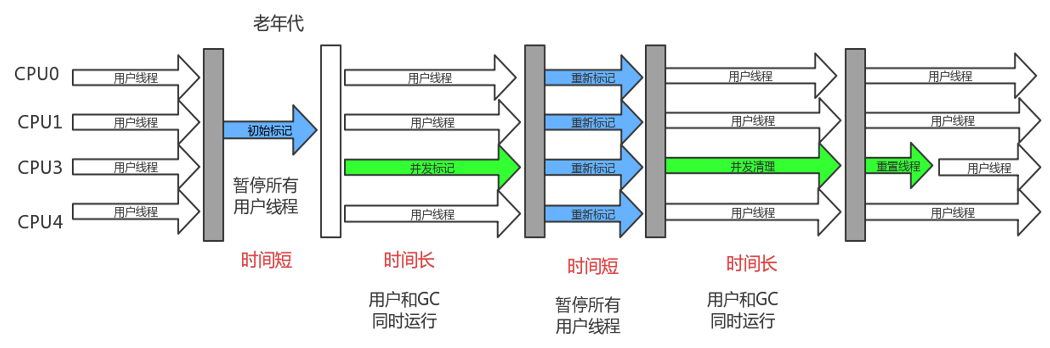 老年代
CPU0
用户线程
用户线程
重新标记
用户线程
用户线程
CPU1
用户线程
初始标记
用户线程
重新标记
用户线程
用户线程
CPU3
用户线程
并发标记
重新标记
并发清理
重置线程
用户线程
CPU4
用户线程
用户线程
重新标记
用户线程
用户线程
暂停所有
用户线程
时间短
时间长
用户和GC
同时运行
时间短
暂停所有
用户线程
时间长
用户和GC
同时运行